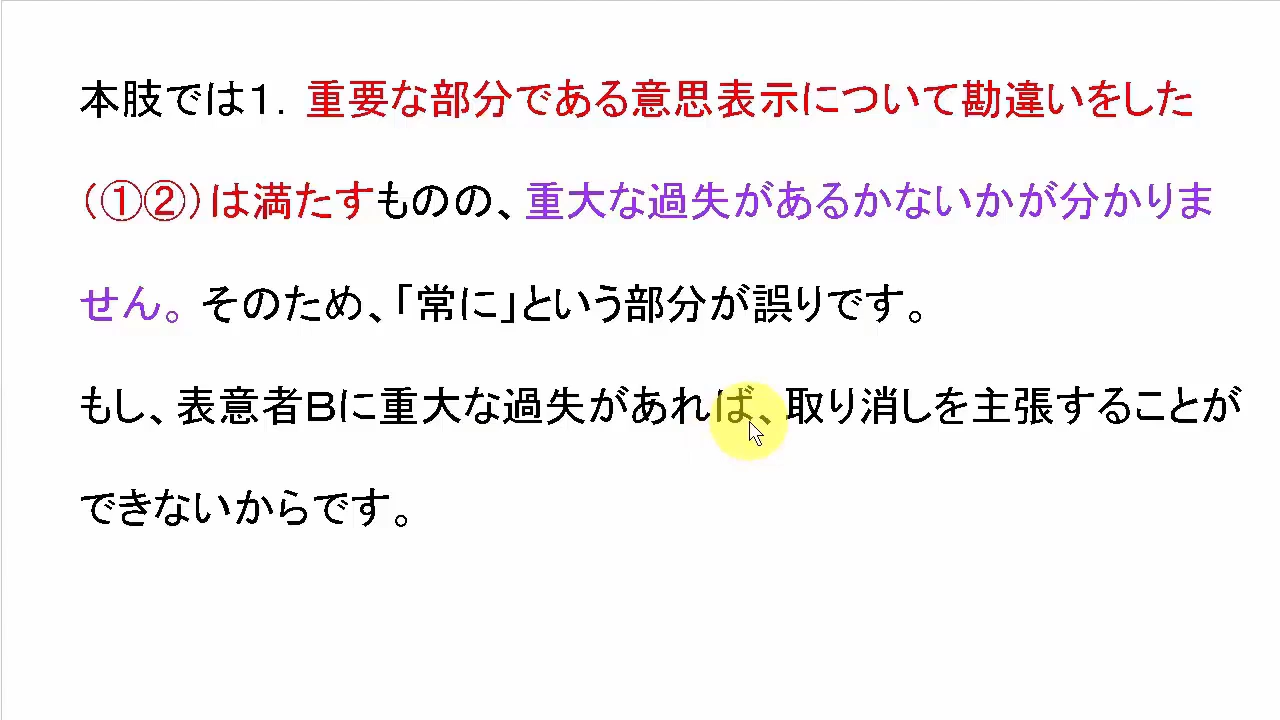 本肢では１．重要な部分である意思表示について勘違いをした
（①②）は満たすものの、重大な過失があるかないかが分かりま
せん。そのため、「常に」という部分が誤りです。
もし、表意者Ｂに重大な過失があれば、取り消しを主張することが
できないからです。